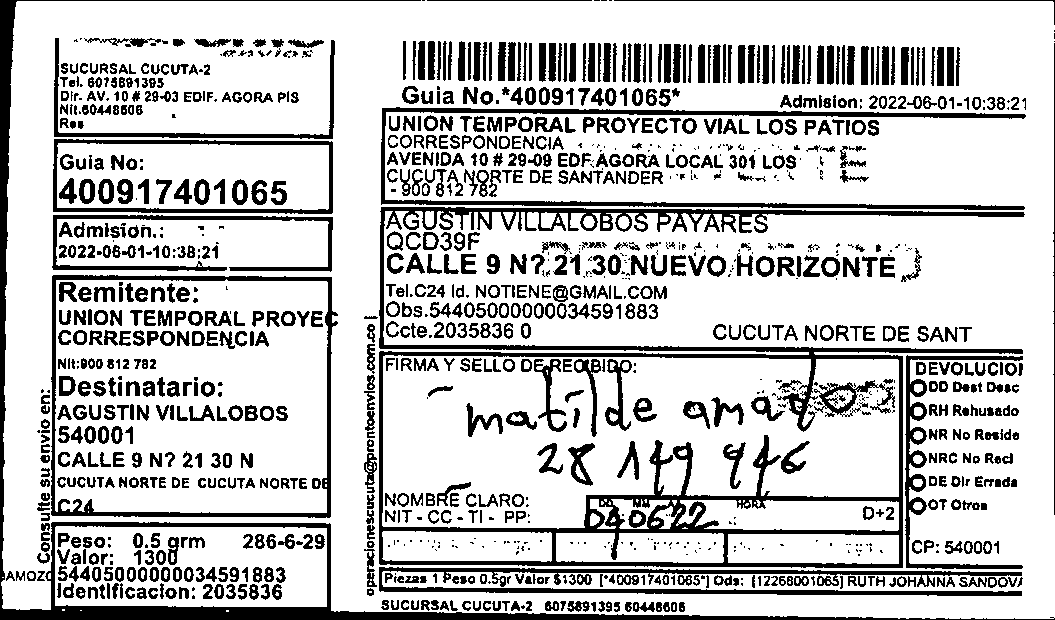 envios
SUCURSAL CUCUTA-2
Tel. 6075891395
Dir. AV. 10 # 29-03 EDIF. AGORA PIS
Nit.60448606
Res
Guia No:
400917401065
Admision.:
2022-06-01-10:38:21
Remitente:
UNION TEMPORAL PROYEC
CORRESPONDENCIA
Nit:900 812 782
Destinatario:
AGUSTIN VILLALOBOS
540001
CALLE 9 N? 21 30 N
CUCUTA NORTE DE CUCUTA NORTE DE
C24
Peso: 0.5 grm 286-6-29
Valor: 1300
54405000000034591883
Identificacion: 2035836
Consulte su envio en:
AMOZO
operacionescucuta@prontoenvios.com.co
Guia No.*400917401065*
Admision: 2022-06-01-10:38:21
UNION TEMPORAL PROYECTO VIAL LOS PATIOS
CORRESPONDENCIA
AVENIDA 10 # 29-09 EDF.AGORA LOCAL 301 LOS
CUCUTA NORTE DE SANTANDER
- 900 812 782
AGUSTIN VILLALOBOS PAYARES
QCD39F
DESTINATARIO
CALLE 9 N? 21 30 NUEVO HORIZONTE
Tel.C24 Id. NOTIENE@GMAIL.COM
Obs.54405000000034591883
Ccte.2035836 0
CUCUTA NORTE DE SANT
FIRMA Y SELLO DE RECIBIDO:
matilde amado
28 149 946
NOMBRE CLARO:
NIT - CC - TI - PP:
DD MM HORA
040622
D+2
DEVOLUCION
DD Dest Desc
RH Rehusado
NR No Reside
NRC No Recl
DE Dir Errada
OT Otros
CP: 540001
Piezas 1 Peso 0.5gr Valor $1300 [*400917401065*] Ods: [12268001065] RUTH JOHANNA SANDOVA
SUCURSAL CUCUTA-2 6075891395 60448606